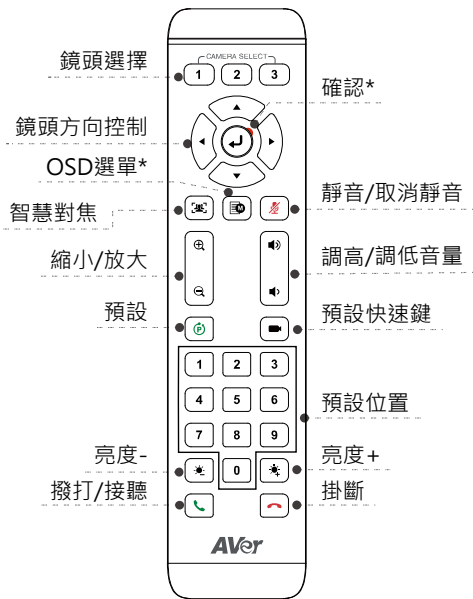 鏡頭選擇
CAMERA SELECT
1 2 3
確認*
鏡頭方向控制
OSD選單*
智慧對焦
靜音/取消靜音
M
縮小/放大
調高/調低音量
預設
P
預設快速鍵
1 2 3
4 5 6
預設位置
7 8 9
亮度-
0
亮度+
撥打/接聽
掛斷
AVer